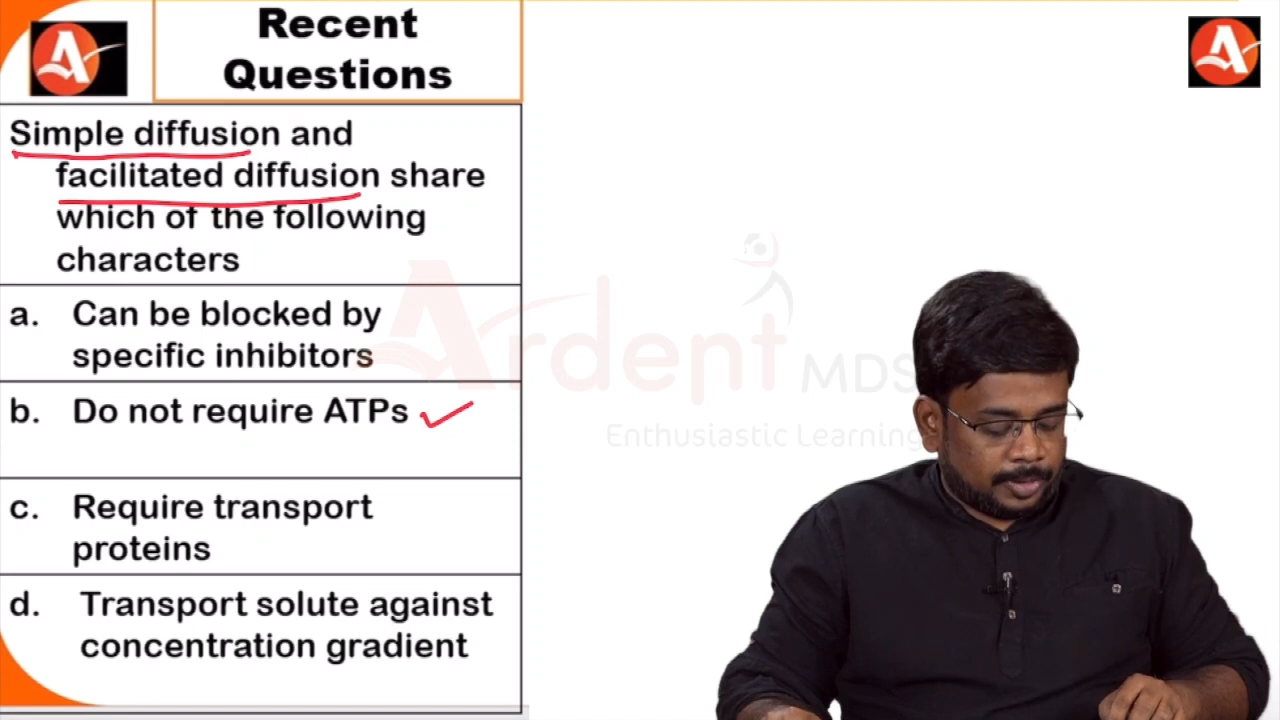 Recent
Questions
Simple diffusion and
facilitated diffusion share
which of the following
characters
a. Can be blocked by
specific inhibitors
b. Do not require ATPs
c. Require transport
proteins
d. Transport solute against
concentration gradient
Ardent MDS
Enthusiastic Learning